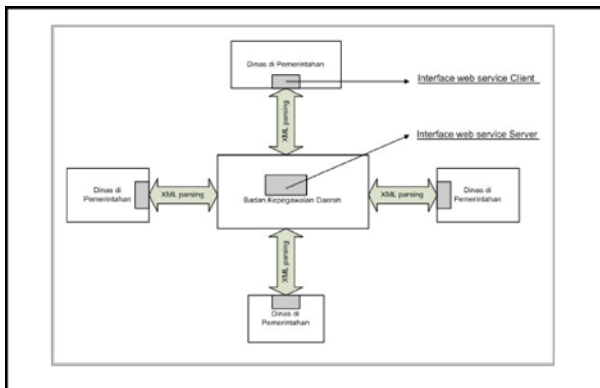 Dinas di Pemerintahan
Interface web service Client
XML parsing
Interface web service Server
Dinas di
Pemerintahan
XML parsing
Badan Kepegawaian Daerah
XML parsing
Dinas di
Pemerintahan
XML parsing
Dinas di
Pemerintahan